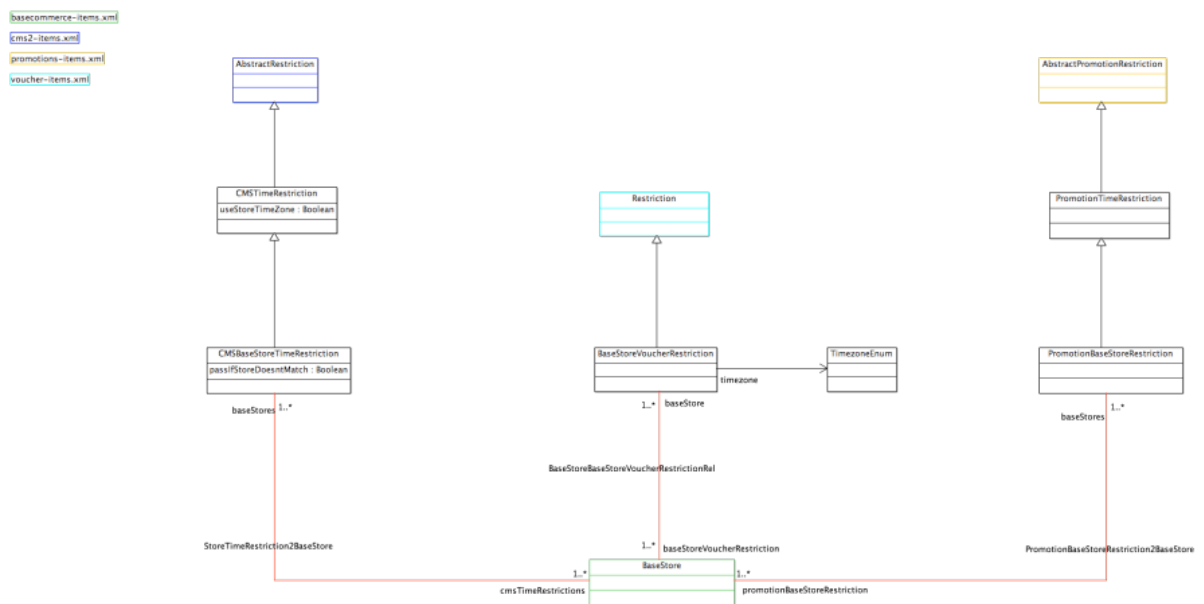 basecommerce-items.xml
cms2-items.xml
promotions-items.xml
voucher-items.xml
AbstractRestriction
AbstractPromotionRestriction
CMSTimeRestriction
useStoreTimeZone : Boolean
Restriction
PromotionTimeRestriction
CMSBaseStoreTimeRestriction
passIfStoreDoesntMatch : Boolean
BaseStoreVoucherRestriction
TimezoneEnum
PromotionBaseStoreRestriction
timezone
baseStores 1..*
1..* baseStore
1..*
baseStores
BaseStoreBaseStoreVoucherRestrictionRel
StoreTimeRestriction2BaseStore
1..* baseStoreVoucherRestriction
PromotionBaseStoreRestriction2BaseStore
BaseStore
1..*
1..*
cmsTimeRestrictions
promotionBaseStoreRestriction